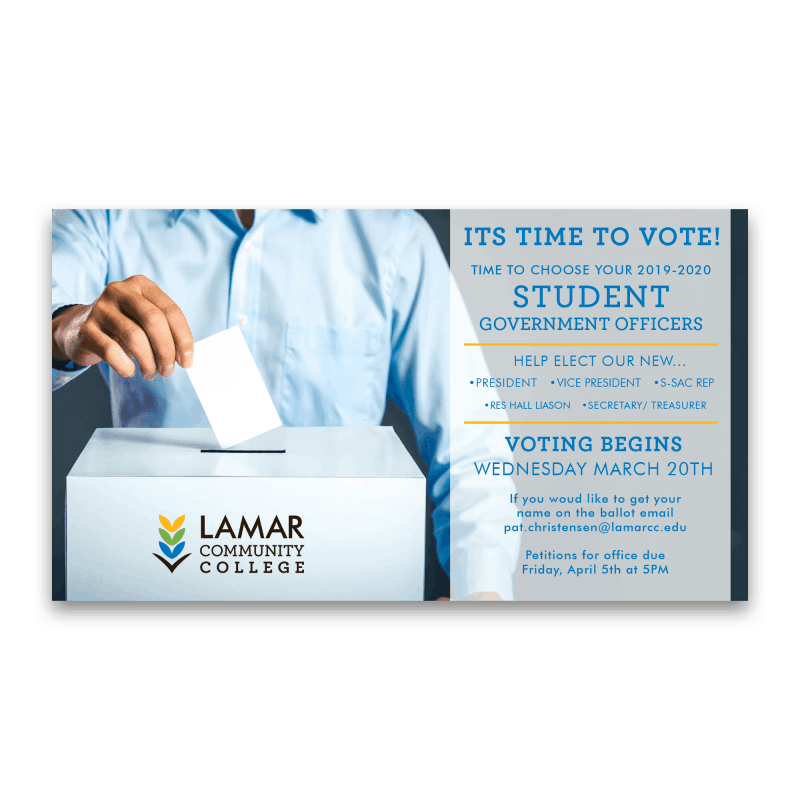 ITS TIME TO VOTE!
TIME TO CHOOSE YOUR 2019-2020
STUDENT
GOVERNMENT OFFICERS
HELP ELECT OUR NEW...
•PRESIDENT •VICE PRESIDENT •S-SAC REP
•RES HALL LIASON •SECRETARY/ TREASURER
VOTING BEGINS
WEDNESDAY MARCH 20TH
If you woud like to get your
name on the ballot email
pat.christensen@lamarcc.edu
Petitions for office due
Friday, April 5th at 5PM
LAMAR
COMMUNITY
COLLEGE